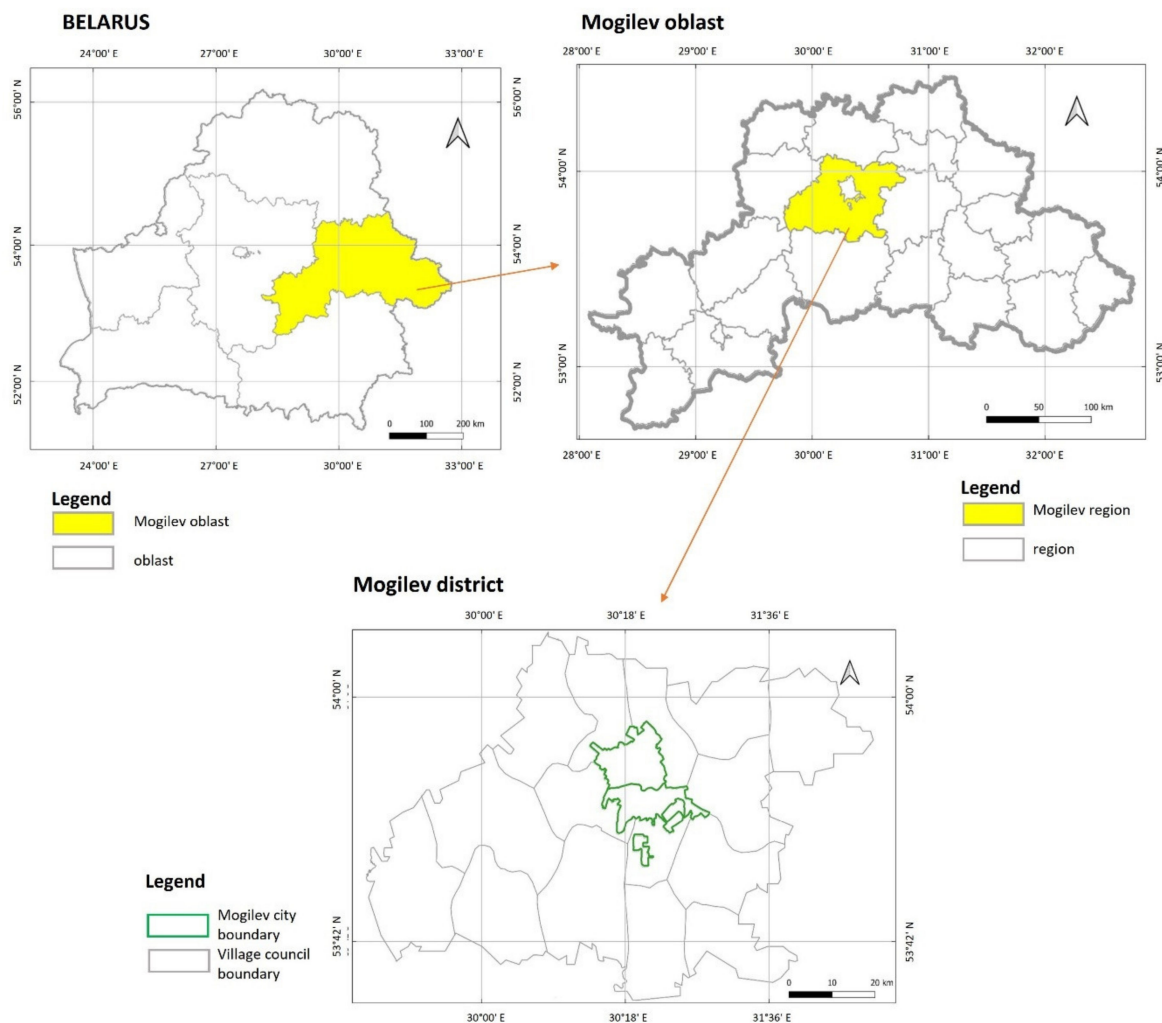 BELARUS
24°00' E 27°00' E 30°00' E 33°00' E
56°00' N 56°00' N
54°00' N 54°00' N
52°00' N 52°00' N
0 100 200 km
24°00' E 27°00' E 30°00' E 33°00' E
Legend
Mogilev oblast
oblast
Mogilev oblast
28°00' E 29°00' E 30°00' E 31°00' E 32°00' E
54°00' N 54°00' N
53°00' N 53°00' N
0 50 100 km
28°00' E 29°00' E 30°00' E 31°00' E 32°00' E
Legend
Mogilev region
region
Mogilev district
30°00' E 30°18' E 31°36' E
54°00' N 54°00' N
53°42' N 53°42' N
0 10 20 km
30°00' E 30°18' E 31°36' E
Legend
Mogilev city
boundary
Village council
boundary